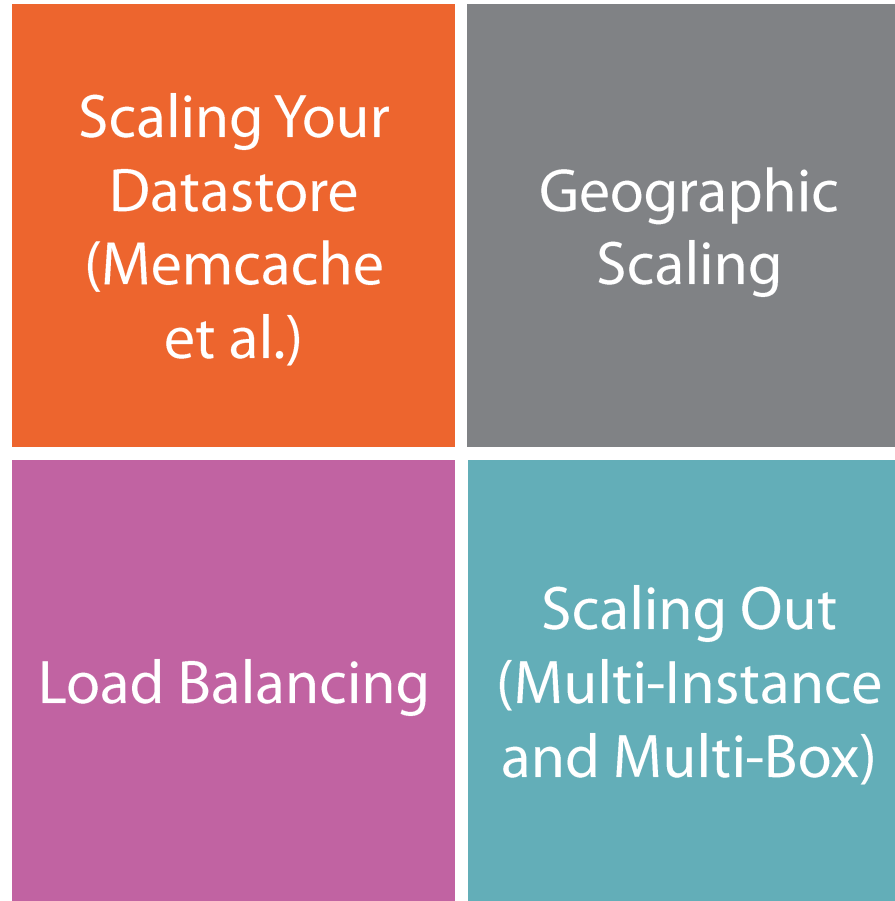 Scaling Your
Datastore
(Memcache
et al.)
Geographic
Scaling
Load Balancing
Scaling Out
(Multi-Instance
and Multi-Box)